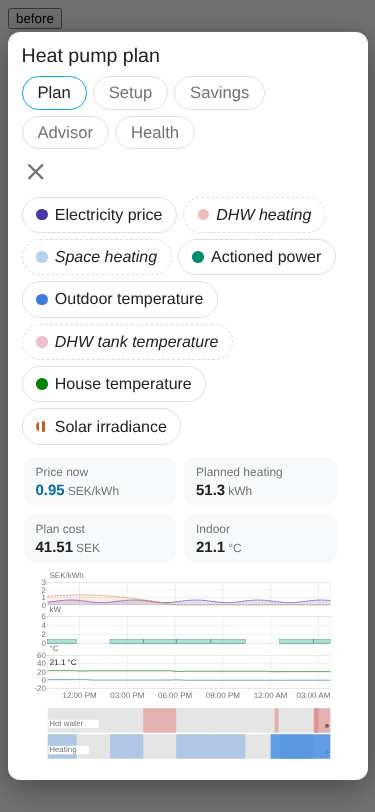 before
Heat pump plan
Plan Setup Savings
Advisor Health
Electricity price DHW heating
Space heating Actioned power
Outdoor temperature
DHW tank temperature
House temperature
Solar irradiance
Price now Planned heating
0.95 SEK/kWh 51.3 kWh
Plan cost Indoor
41.51 SEK 21.1 °C
SEK/kWh
3
2
1
0
kW
6
4
2
0
°C
60
40
21.1 °C
20
0
-20
12:00 PM 03:00 PM 06:00 PM 09:00 PM 12:00 AM 03:00 AM
Hot water
Heating